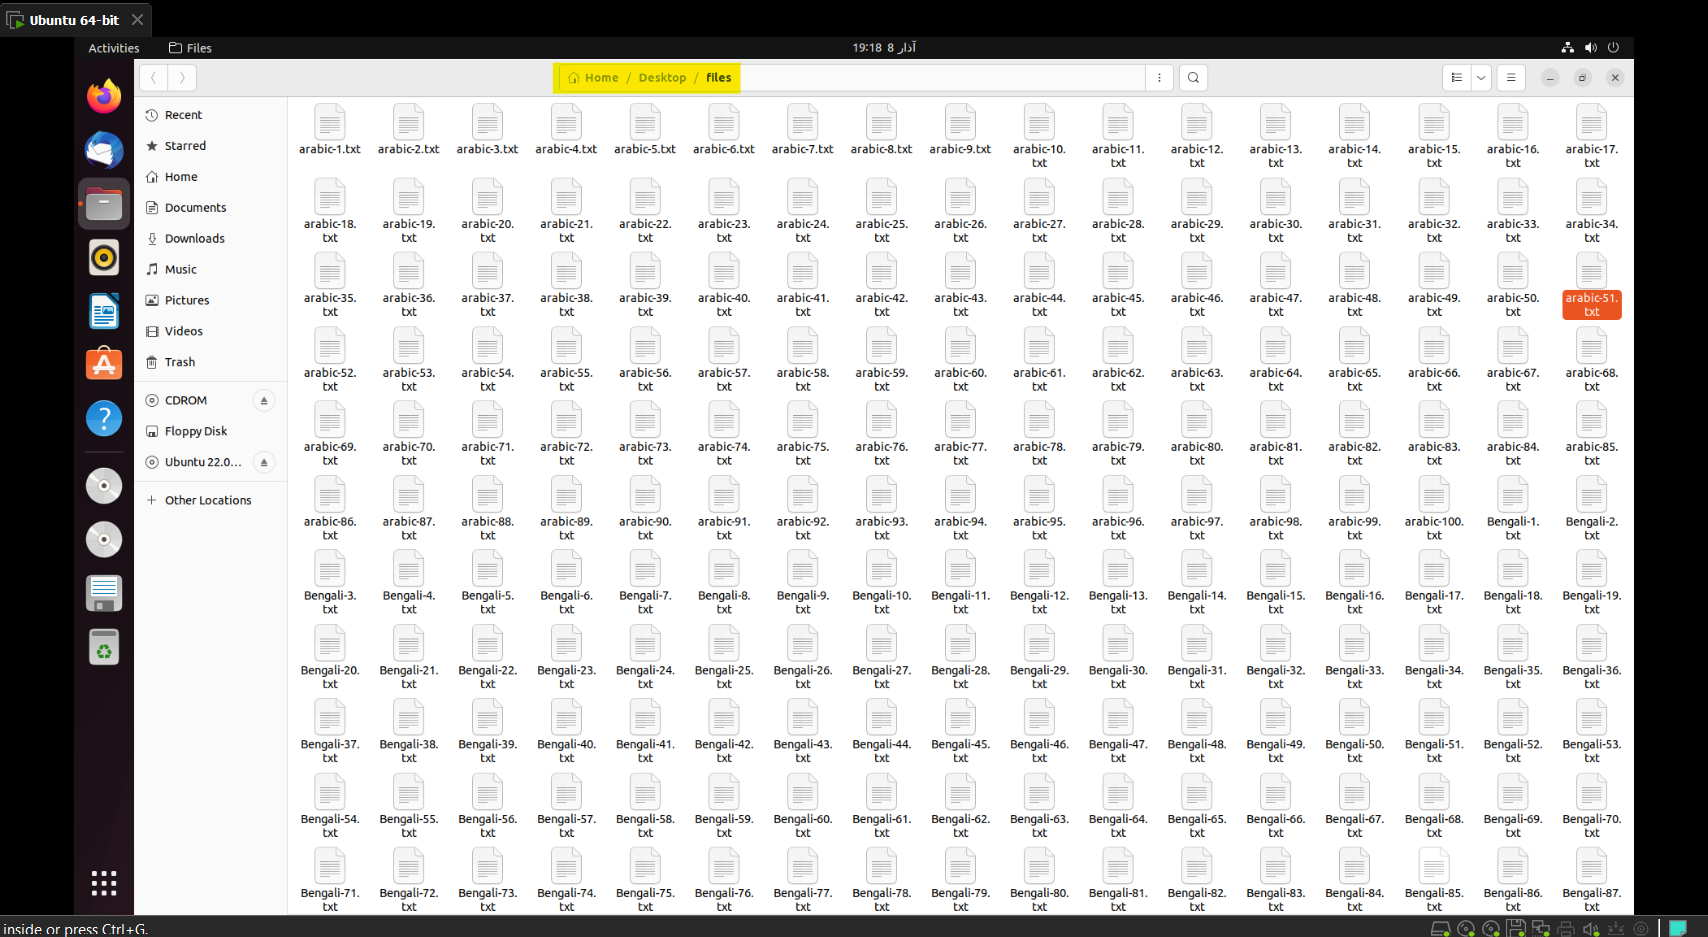 Ubuntu 64-bit
Activities
Files
19:18 8 آذار
Home / Desktop / files
Recent
Starred
Home
Documents
Downloads
Music
Pictures
Videos
Trash
CDROM
Floppy Disk
Ubuntu 22.0...
Other Locations
arabic-1.txt arabic-2.txt arabic-3.txt arabic-4.txt arabic-5.txt arabic-6.txt arabic-7.txt arabic-8.txt arabic-9.txt arabic-10. arabic-11. arabic-12. arabic-13. arabic-14. arabic-15. arabic-16. arabic-17.
txt txt txt txt txt txt txt txt
arabic-18. arabic-19. arabic-20. arabic-21. arabic-22. arabic-23. arabic-24. arabic-25. arabic-26. arabic-27. arabic-28. arabic-29. arabic-30. arabic-31. arabic-32. arabic-33. arabic-34.
txt txt txt txt txt txt txt txt txt txt txt txt txt txt txt txt txt
arabic-35. arabic-36. arabic-37. arabic-38. arabic-39. arabic-40. arabic-41. arabic-42. arabic-43. arabic-44. arabic-45. arabic-46. arabic-47. arabic-48. arabic-49. arabic-50. arabic-51.
txt txt txt txt txt txt txt txt txt txt txt txt txt txt txt txt txt
arabic-52. arabic-53. arabic-54. arabic-55. arabic-56. arabic-57. arabic-58. arabic-59. arabic-60. arabic-61. arabic-62. arabic-63. arabic-64. arabic-65. arabic-66. arabic-67. arabic-68.
txt txt txt txt txt txt txt txt txt txt txt txt txt txt txt txt txt
arabic-69. arabic-70. arabic-71. arabic-72. arabic-73. arabic-74. arabic-75. arabic-76. arabic-77. arabic-78. arabic-79. arabic-80. arabic-81. arabic-82. arabic-83. arabic-84. arabic-85.
txt txt txt txt txt txt txt txt txt txt txt txt txt txt txt txt txt
arabic-86. arabic-87. arabic-88. arabic-89. arabic-90. arabic-91. arabic-92. arabic-93. arabic-94. arabic-95. arabic-96. arabic-97. arabic-98. arabic-99. arabic-100. Bengali-1. Bengali-2.
txt txt txt txt txt txt txt txt txt txt txt txt txt txt txt txt txt
Bengali-3. Bengali-4. Bengali-5. Bengali-6. Bengali-7. Bengali-8. Bengali-9. Bengali-10. Bengali-11. Bengali-12. Bengali-13. Bengali-14. Bengali-15. Bengali-16. Bengali-17. Bengali-18. Bengali-19.
txt txt txt txt txt txt txt txt txt txt txt txt txt txt txt txt txt
Bengali-20. Bengali-21. Bengali-22. Bengali-23. Bengali-24. Bengali-25. Bengali-26. Bengali-27. Bengali-28. Bengali-29. Bengali-30. Bengali-31. Bengali-32. Bengali-33. Bengali-34. Bengali-35. Bengali-36.
txt txt txt txt txt txt txt txt txt txt txt txt txt txt txt txt txt
Bengali-37. Bengali-38. Bengali-39. Bengali-40. Bengali-41. Bengali-42. Bengali-43. Bengali-44. Bengali-45. Bengali-46. Bengali-47. Bengali-48. Bengali-49. Bengali-50. Bengali-51. Bengali-52. Bengali-53.
txt txt txt txt txt txt txt txt txt txt txt txt txt txt txt txt txt
Bengali-54. Bengali-55. Bengali-56. Bengali-57. Bengali-58. Bengali-59. Bengali-60. Bengali-61. Bengali-62. Bengali-63. Bengali-64. Bengali-65. Bengali-66. Bengali-67. Bengali-68. Bengali-69. Bengali-70.
txt txt txt txt txt txt txt txt txt txt txt txt txt txt txt txt txt
Bengali-71. Bengali-72. Bengali-73. Bengali-74. Bengali-75. Bengali-76. Bengali-77. Bengali-78. Bengali-79. Bengali-80. Bengali-81. Bengali-82. Bengali-83. Bengali-84. Bengali-85. Bengali-86. Bengali-87.
txt txt txt txt txt txt txt txt txt txt txt txt txt txt txt txt txt
inside or press Ctrl+G.